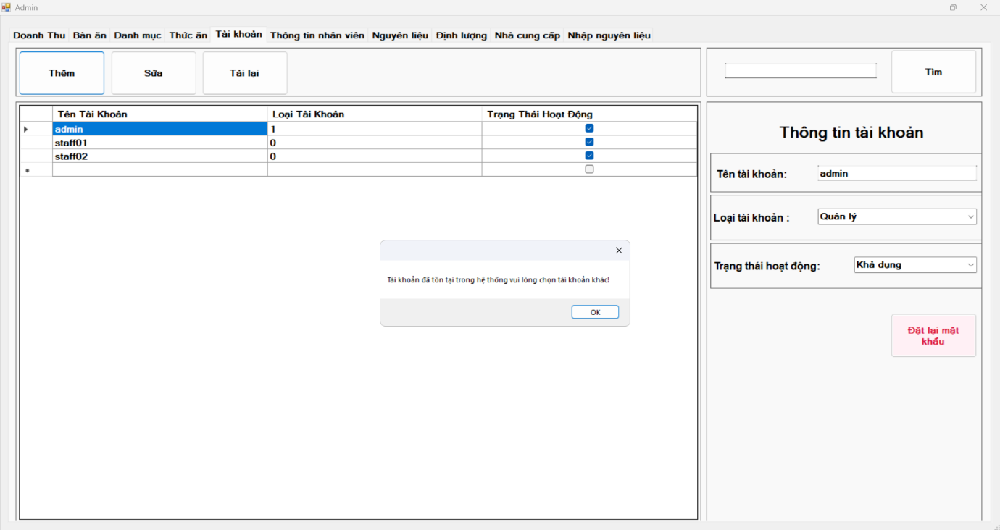 Admin
Doanh Thu Bàn ăn Danh mục Thức ăn Tài khoản Thông tin nhân viên Nguyên liệu Định lượng Nhà cung cấp Nhập nguyên liệu
Thêm Sửa Tải lại
Tìm
Tên Tài Khoản Loại Tài Khoản Trạng Thái Hoạt Động
admin 1
staff01 0
staff02 0
Thông tin tài khoản
Tên tài khoản: admin
Loại tài khoản : Quản lý
Trạng thái hoạt động: Khả dụng
Đặt lại mật
khẩu
Tài khoản đã tồn tại trong hệ thống vui lòng chọn tài khoản khác!
OK